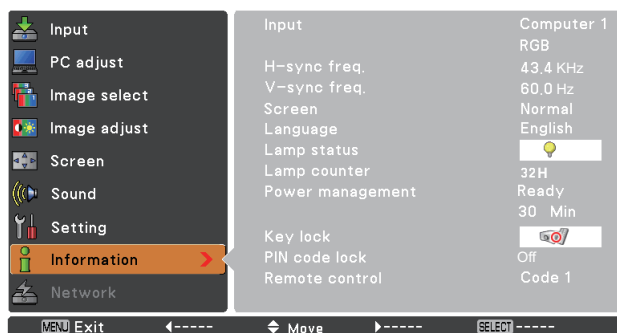 Input
PC adjust
Image select
Image adjust
Screen
Sound
Setting
Information
Network
Input Computer 1
RGB
H-sync freq. 43.4 KHz
V-sync freq. 60.0 Hz
Screen Normal
Language English
Lamp status
Lamp counter 32H
Power management Ready
30 Min
Key lock
PIN code lock Off
Remote control Code 1
MENU Exit ----- Move ----- SELECT -----